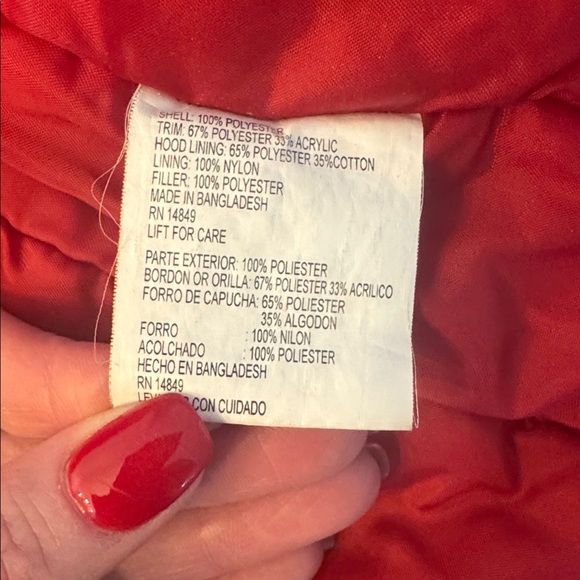 SHELL: 100% POLYESTER
TRIM: 67% POLYESTER 33% ACRYLIC
HOOD LINING: 65% POLYESTER 35%COTTON
LINING: 100% NYLON
FILLER: 100% POLYESTER
MADE IN BANGLADESH
RN 14849
LIFT FOR CARE
PARTE EXTERIOR: 100% POLIESTER
BORDON OR ORILLA: 67% POLIESTER 33% ACRILICO
FORRO DE CAPUCHA: 65% POLIESTER
35% ALGODON
FORRO : 100% NILON
ACOLCHADO : 100% POLIESTER
HECHO EN BANGLADESH
RN 14849
CON CUIDADO